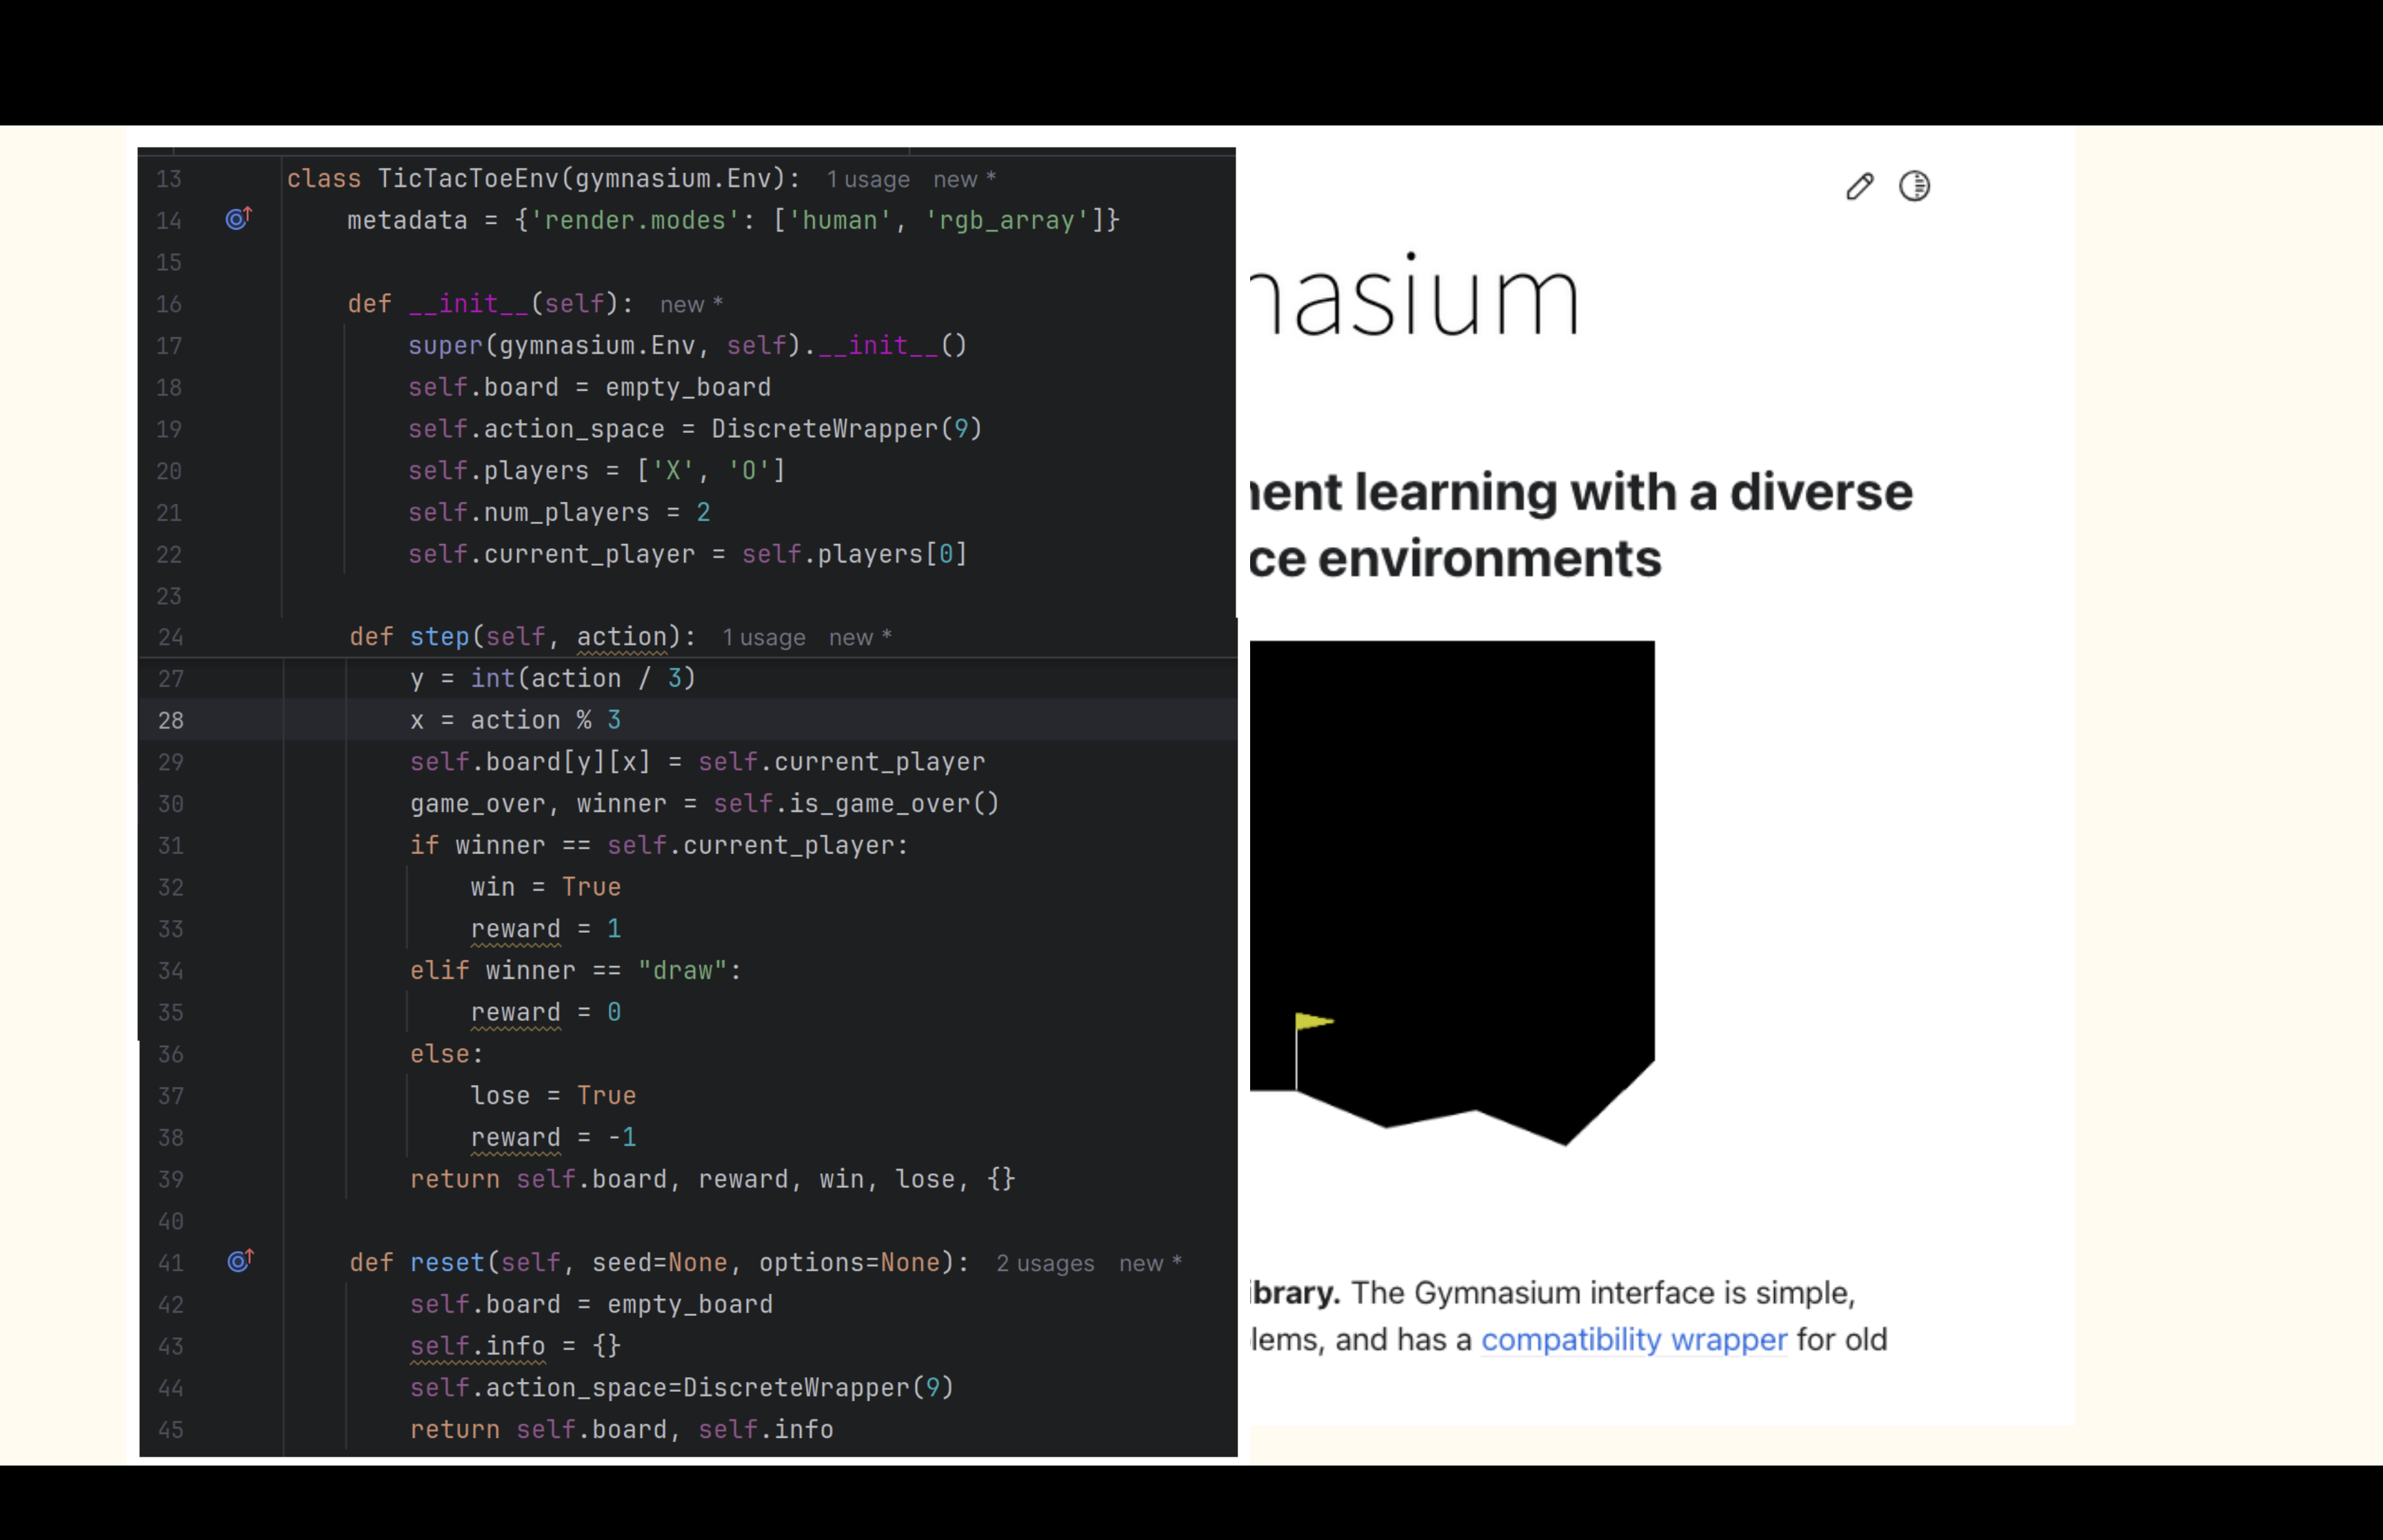 13 class TicTacToeEnv(gymnasium.Env): 1 usage new *
14 metadata = {'render.modes': ['human', 'rgb_array']}
15
16 def __init__(self): new *
17 super(gymnasium.Env, self).__init__()
18 self.board = empty_board
19 self.action_space = DiscreteWrapper(9)
20 self.players = ['X', 'O']
21 self.num_players = 2
22 self.current_player = self.players[0]
23
24 def step(self, action): 1 usage new *
27 y = int(action / 3)
28 x = action % 3
29 self.board[y][x] = self.current_player
30 game_over, winner = self.is_game_over()
31 if winner == self.current_player:
32 win = True
33 reward = 1
34 elif winner == "draw":
35 reward = 0
36 else:
37 lose = True
38 reward = -1
39 return self.board, reward, win, lose, {}
40
41 def reset(self, seed=None, options=None): 2 usages new *
42 self.board = empty_board
43 self.info = {}
44 self.action_space=DiscreteWrapper(9)
45 return self.board, self.info
nasium
ent learning with a diverse
ce environments
brary. The Gymnasium interface is simple,
lems, and has a compatibility wrapper for old